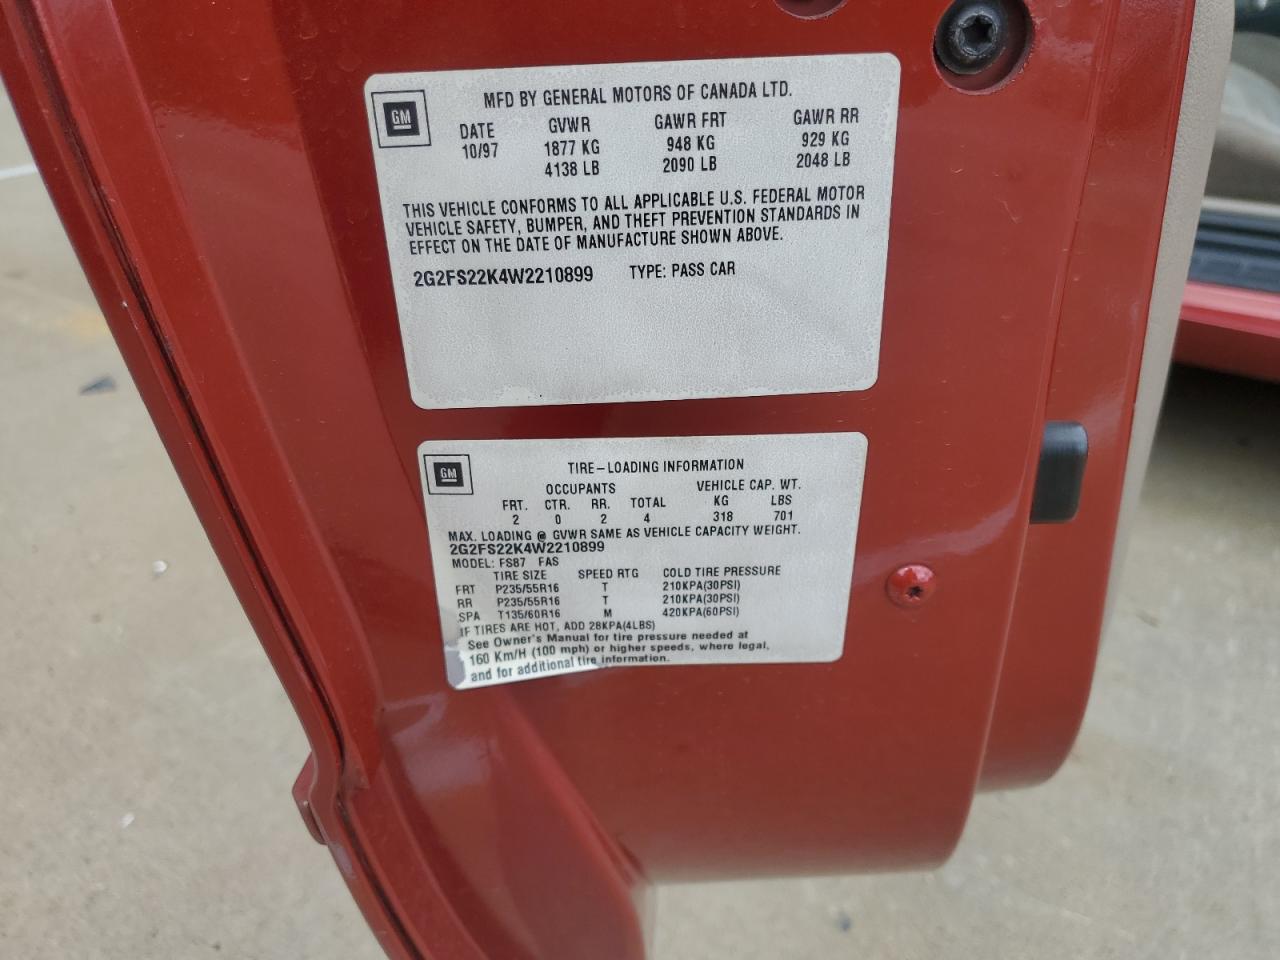 MFD BY GENERAL MOTORS OF CANADA LTD.
GM
DATE GVWR GAWR FRT GAWR RR
10/97 1877 KG 948 KG 929 KG
4138 LB 2090 LB 2048 LB
THIS VEHICLE CONFORMS TO ALL APPLICABLE U.S. FEDERAL MOTOR
VEHICLE SAFETY, BUMPER, AND THEFT PREVENTION STANDARDS IN
EFFECT ON THE DATE OF MANUFACTURE SHOWN ABOVE.
2G2FS22K4W2210899 TYPE: PASS CAR
GM
TIRE-LOADING INFORMATION
OCCUPANTS VEHICLE CAP. WT.
FRT. CTR. RR. TOTAL KG LBS
2 0 2 4 318 701
MAX. LOADING @ GVWR SAME AS VEHICLE CAPACITY WEIGHT.
2G2FS22K4W2210899
MODEL: FS87 FAS
TIRE SIZE SPEED RTG COLD TIRE PRESSURE
FRT P235/55R16 T 210KPA(30PSI)
RR P235/55R16 T 210KPA(30PSI)
SPA T135/60R16 M 420KPA(60PSI)
IF TIRES ARE HOT, ADD 28KPA(4LBS)
See Owner's Manual for tire pressure needed at
160 Km/H (100 mph) or higher speeds, where legal,
and for additional tire information.